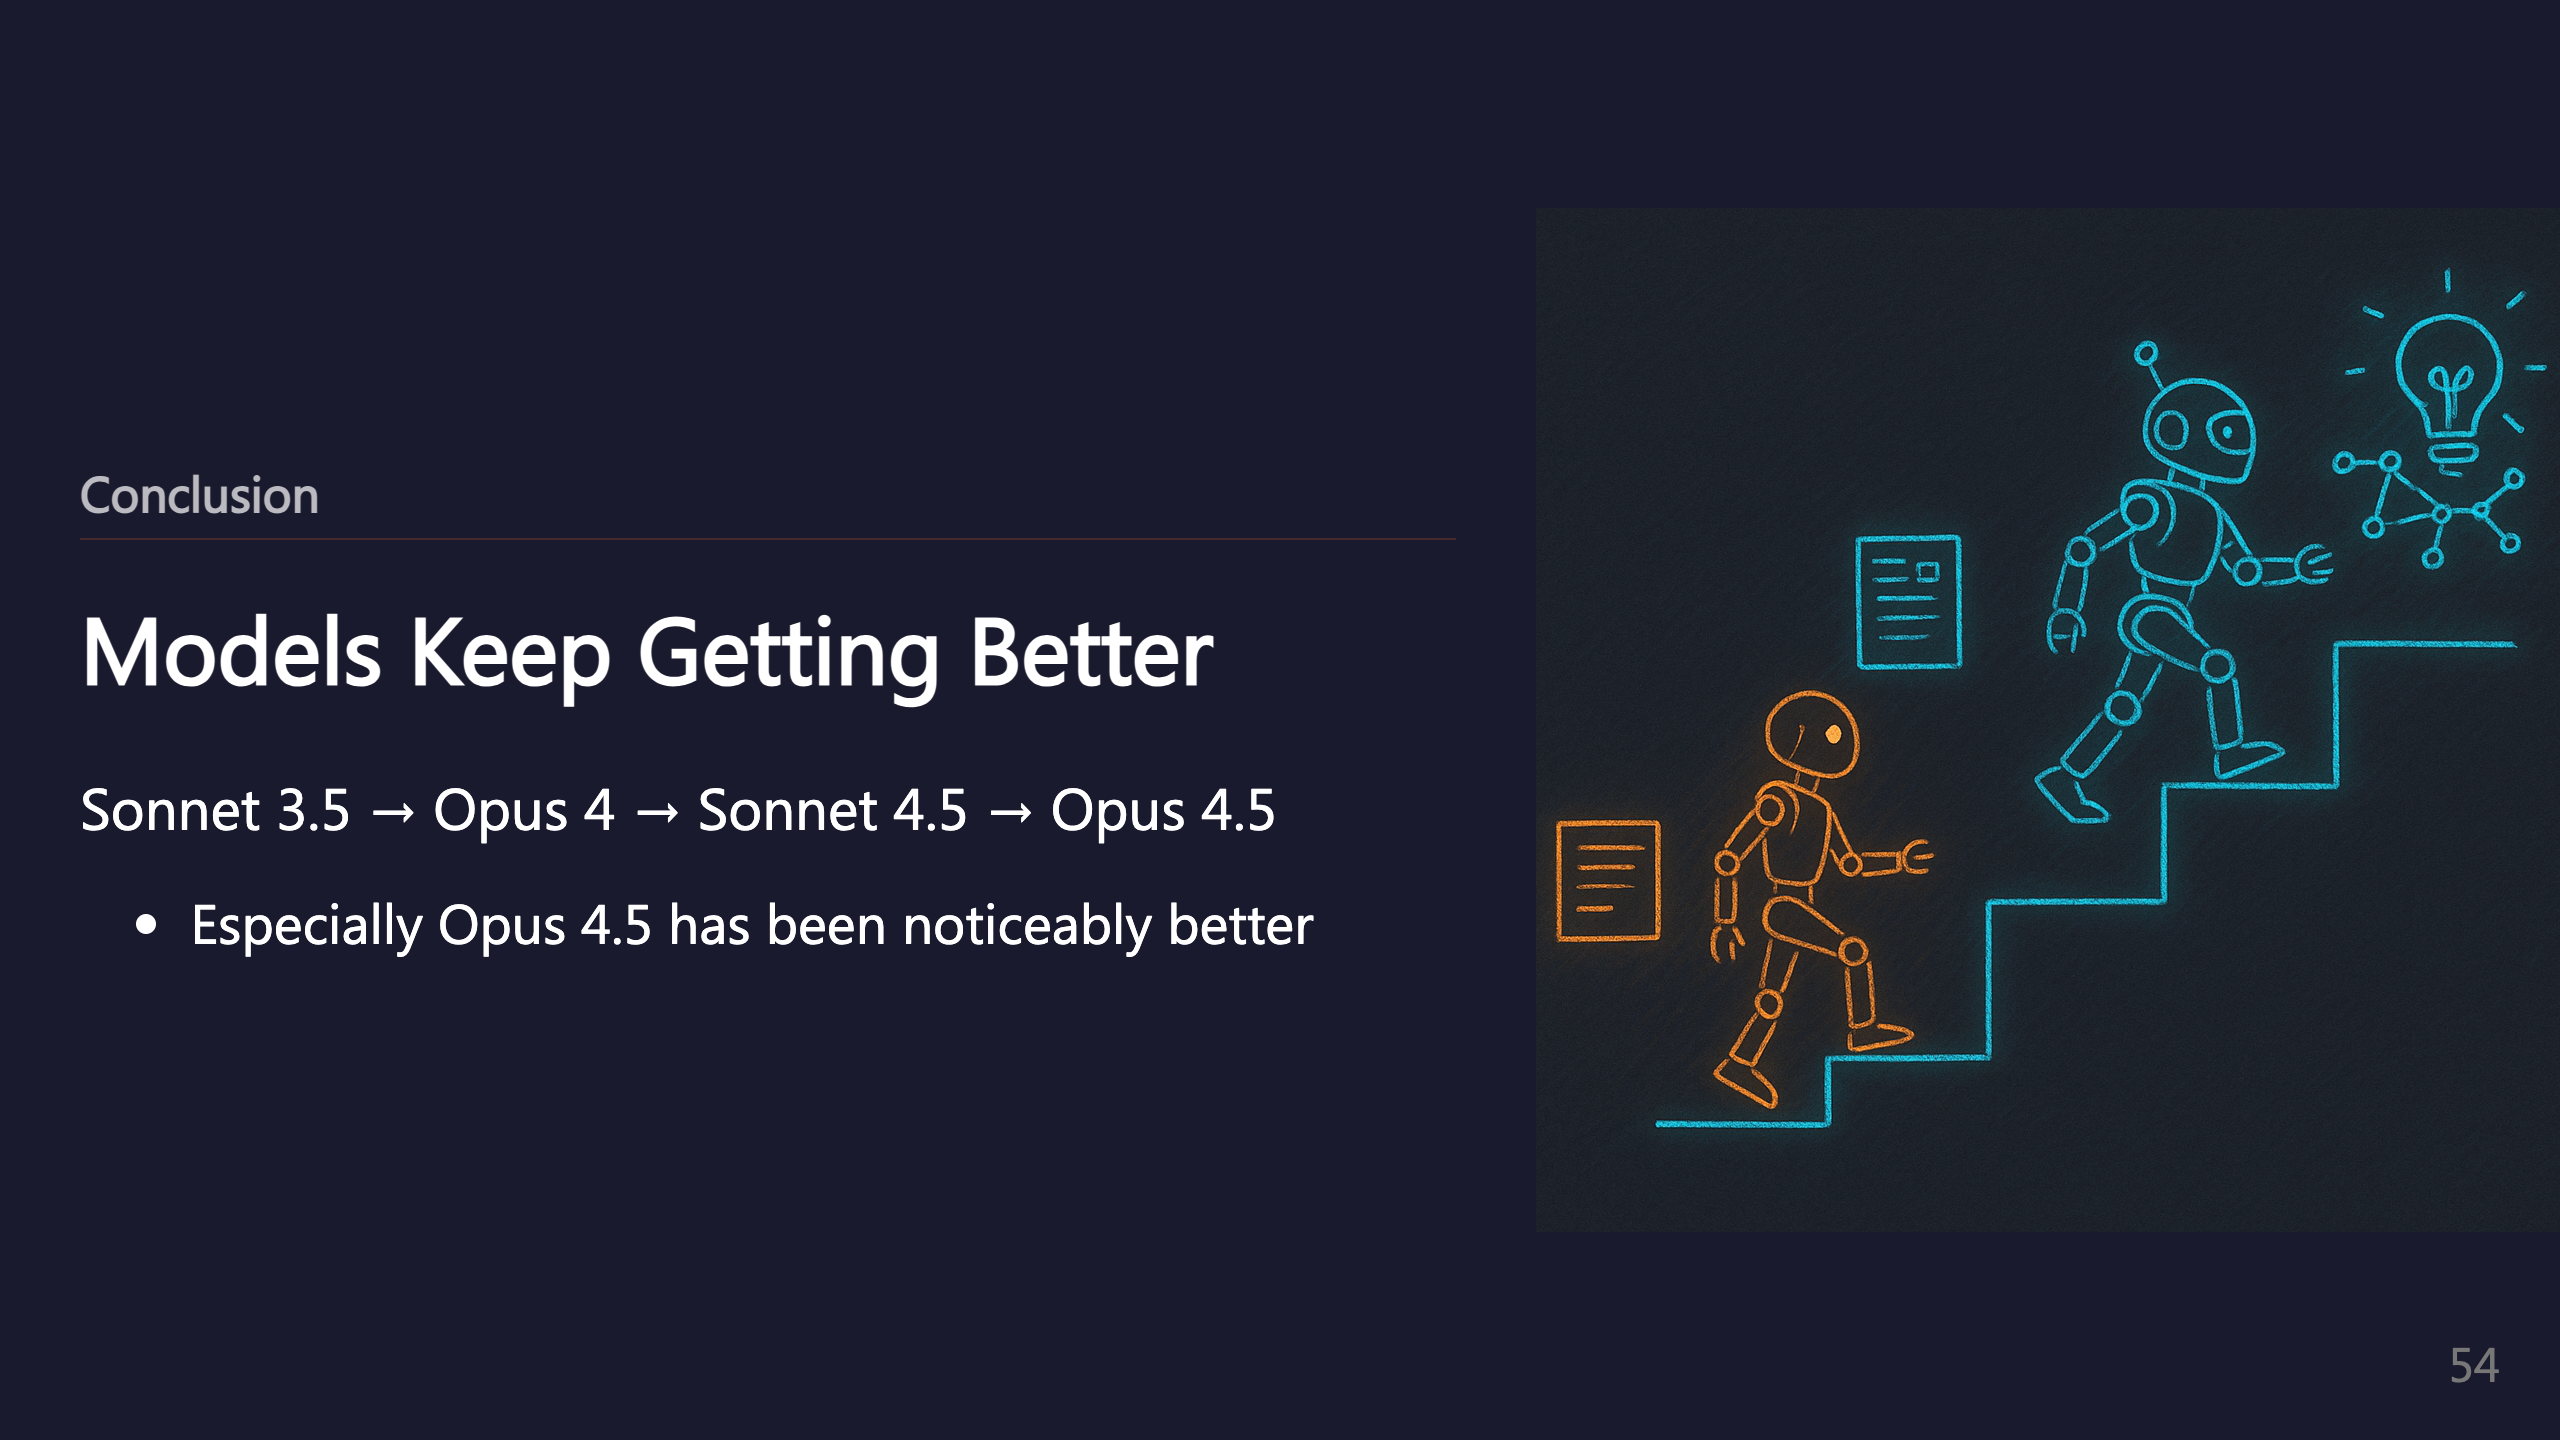 Conclusion
Models Keep Getting Better
Sonnet 3.5 → Opus 4 → Sonnet 4.5 → Opus 4.5
• Especially Opus 4.5 has been noticeably better
54